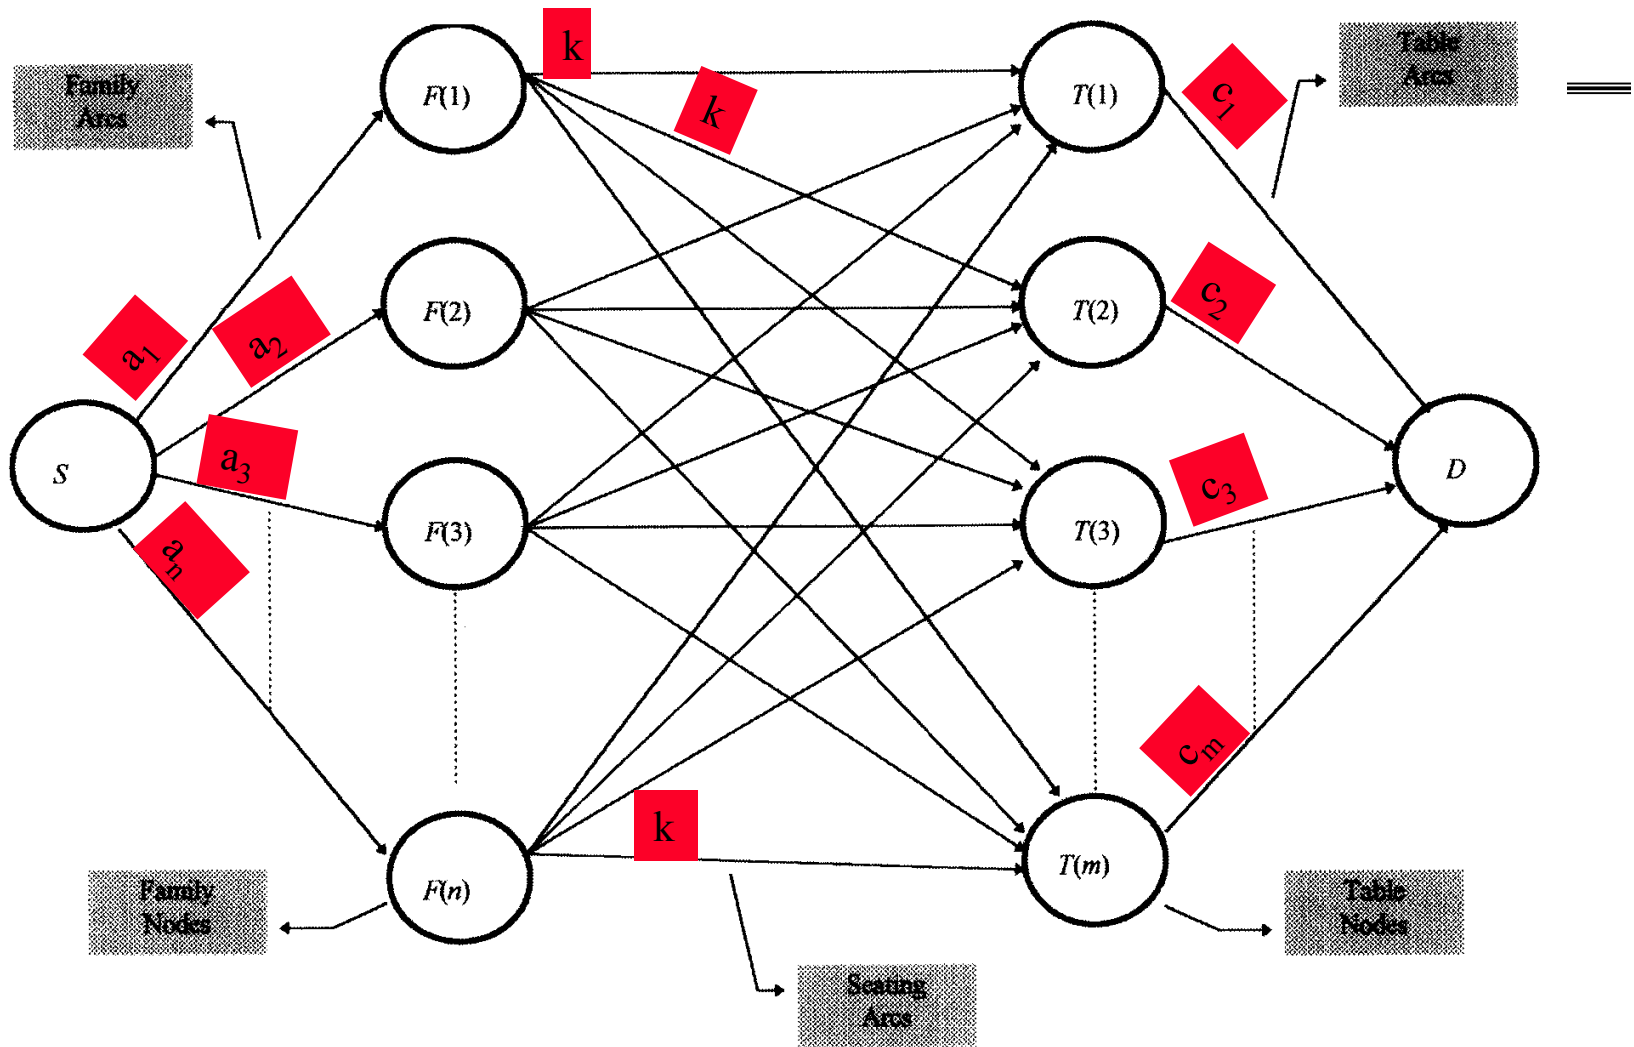 k
Table
Arcs
Family
Arcs
F(1)
T(1)
c1
k
a1
a2
F(2)
T(2)
c2
S
a3
F(3)
T(3)
c3
D
an
cm
k
F(n)
T(m)
Family
Nodes
Table
Nodes
Seating
Arcs